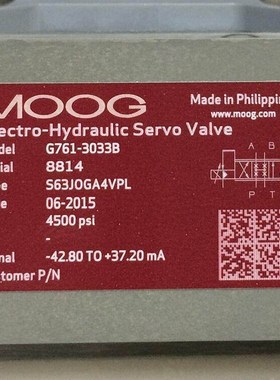 MOOG
Made in Philippin
www.moog.com
ectro-Hydraulic Servo Valve
del G761-3033B
ial 8814
e S63JOGA4VPL
e 06-2015
4500 psi
--
nal -42.80 TO +37.20 mA
tomer P/N
A B
P T